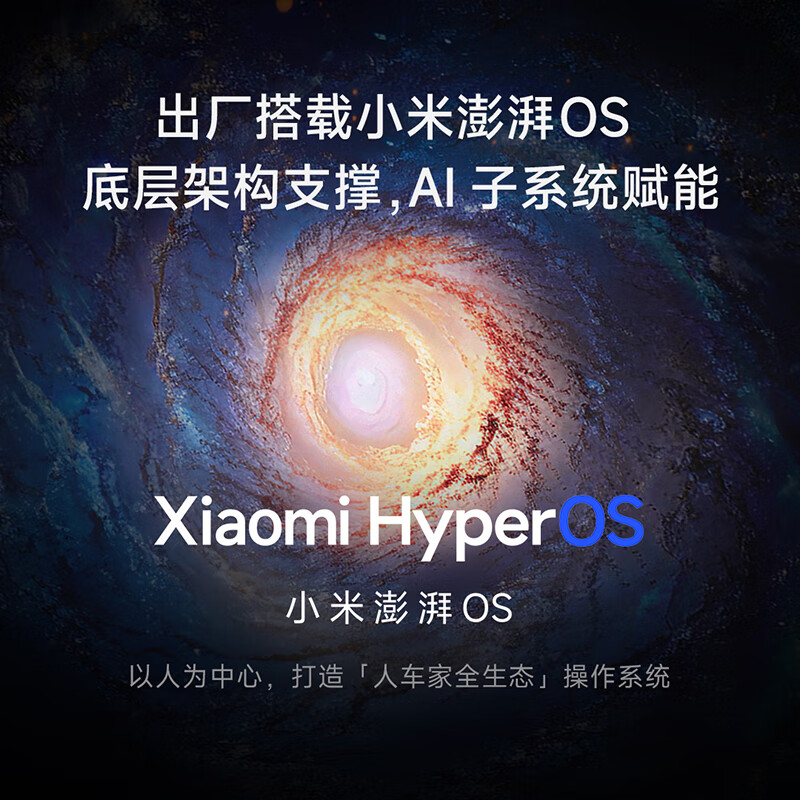 出厂搭载小米澎湃OS
底层架构支撑,AI 子系统赋能
Xiaomi HyperOS
小米澎湃OS
以人为中心，打造「人车家全生态」操作系统